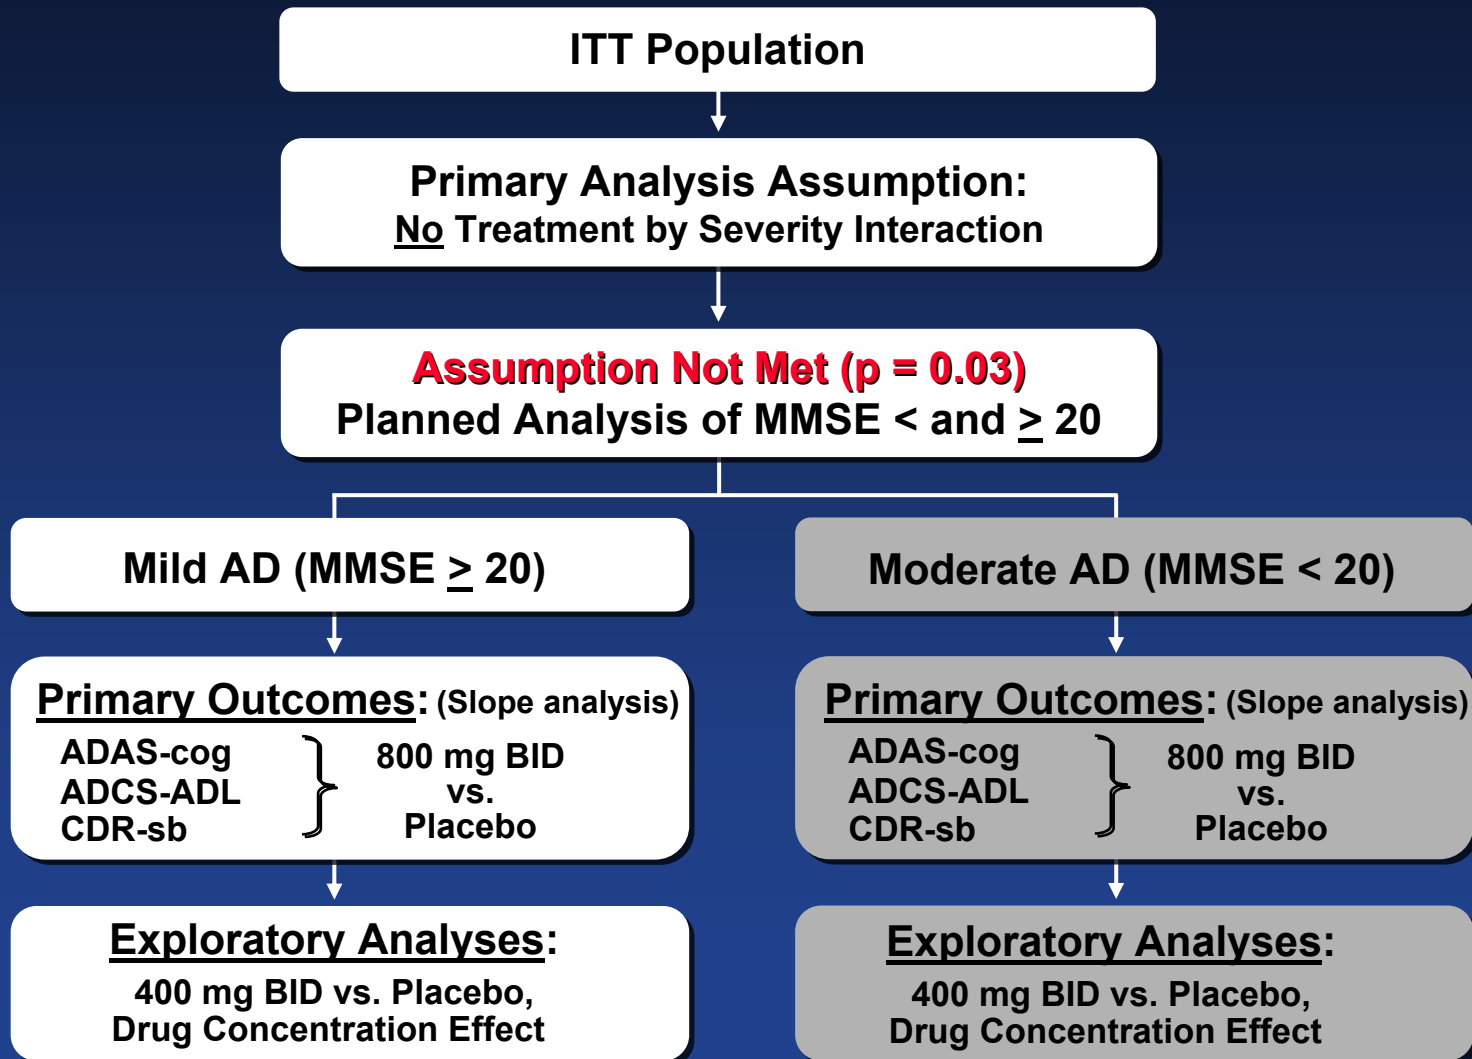 ITT Population
Primary Analysis Assumption:
No Treatment by Severity Interaction
Assumption Not Met (p = 0.03)
Planned Analysis of MMSE < and ≥ 20
Mild AD (MMSE ≥ 20)
Primary Outcomes: (Slope analysis)
ADAS-cog
ADCS-ADL
CDR-sb
800 mg BID
vs.
Placebo
Exploratory Analyses:
400 mg BID vs. Placebo,
Drug Concentration Effect
Moderate AD (MMSE < 20)
Primary Outcomes: (Slope analysis)
ADAS-cog
ADCS-ADL
CDR-sb
800 mg BID
vs.
Placebo
Exploratory Analyses:
400 mg BID vs. Placebo,
Drug Concentration Effect